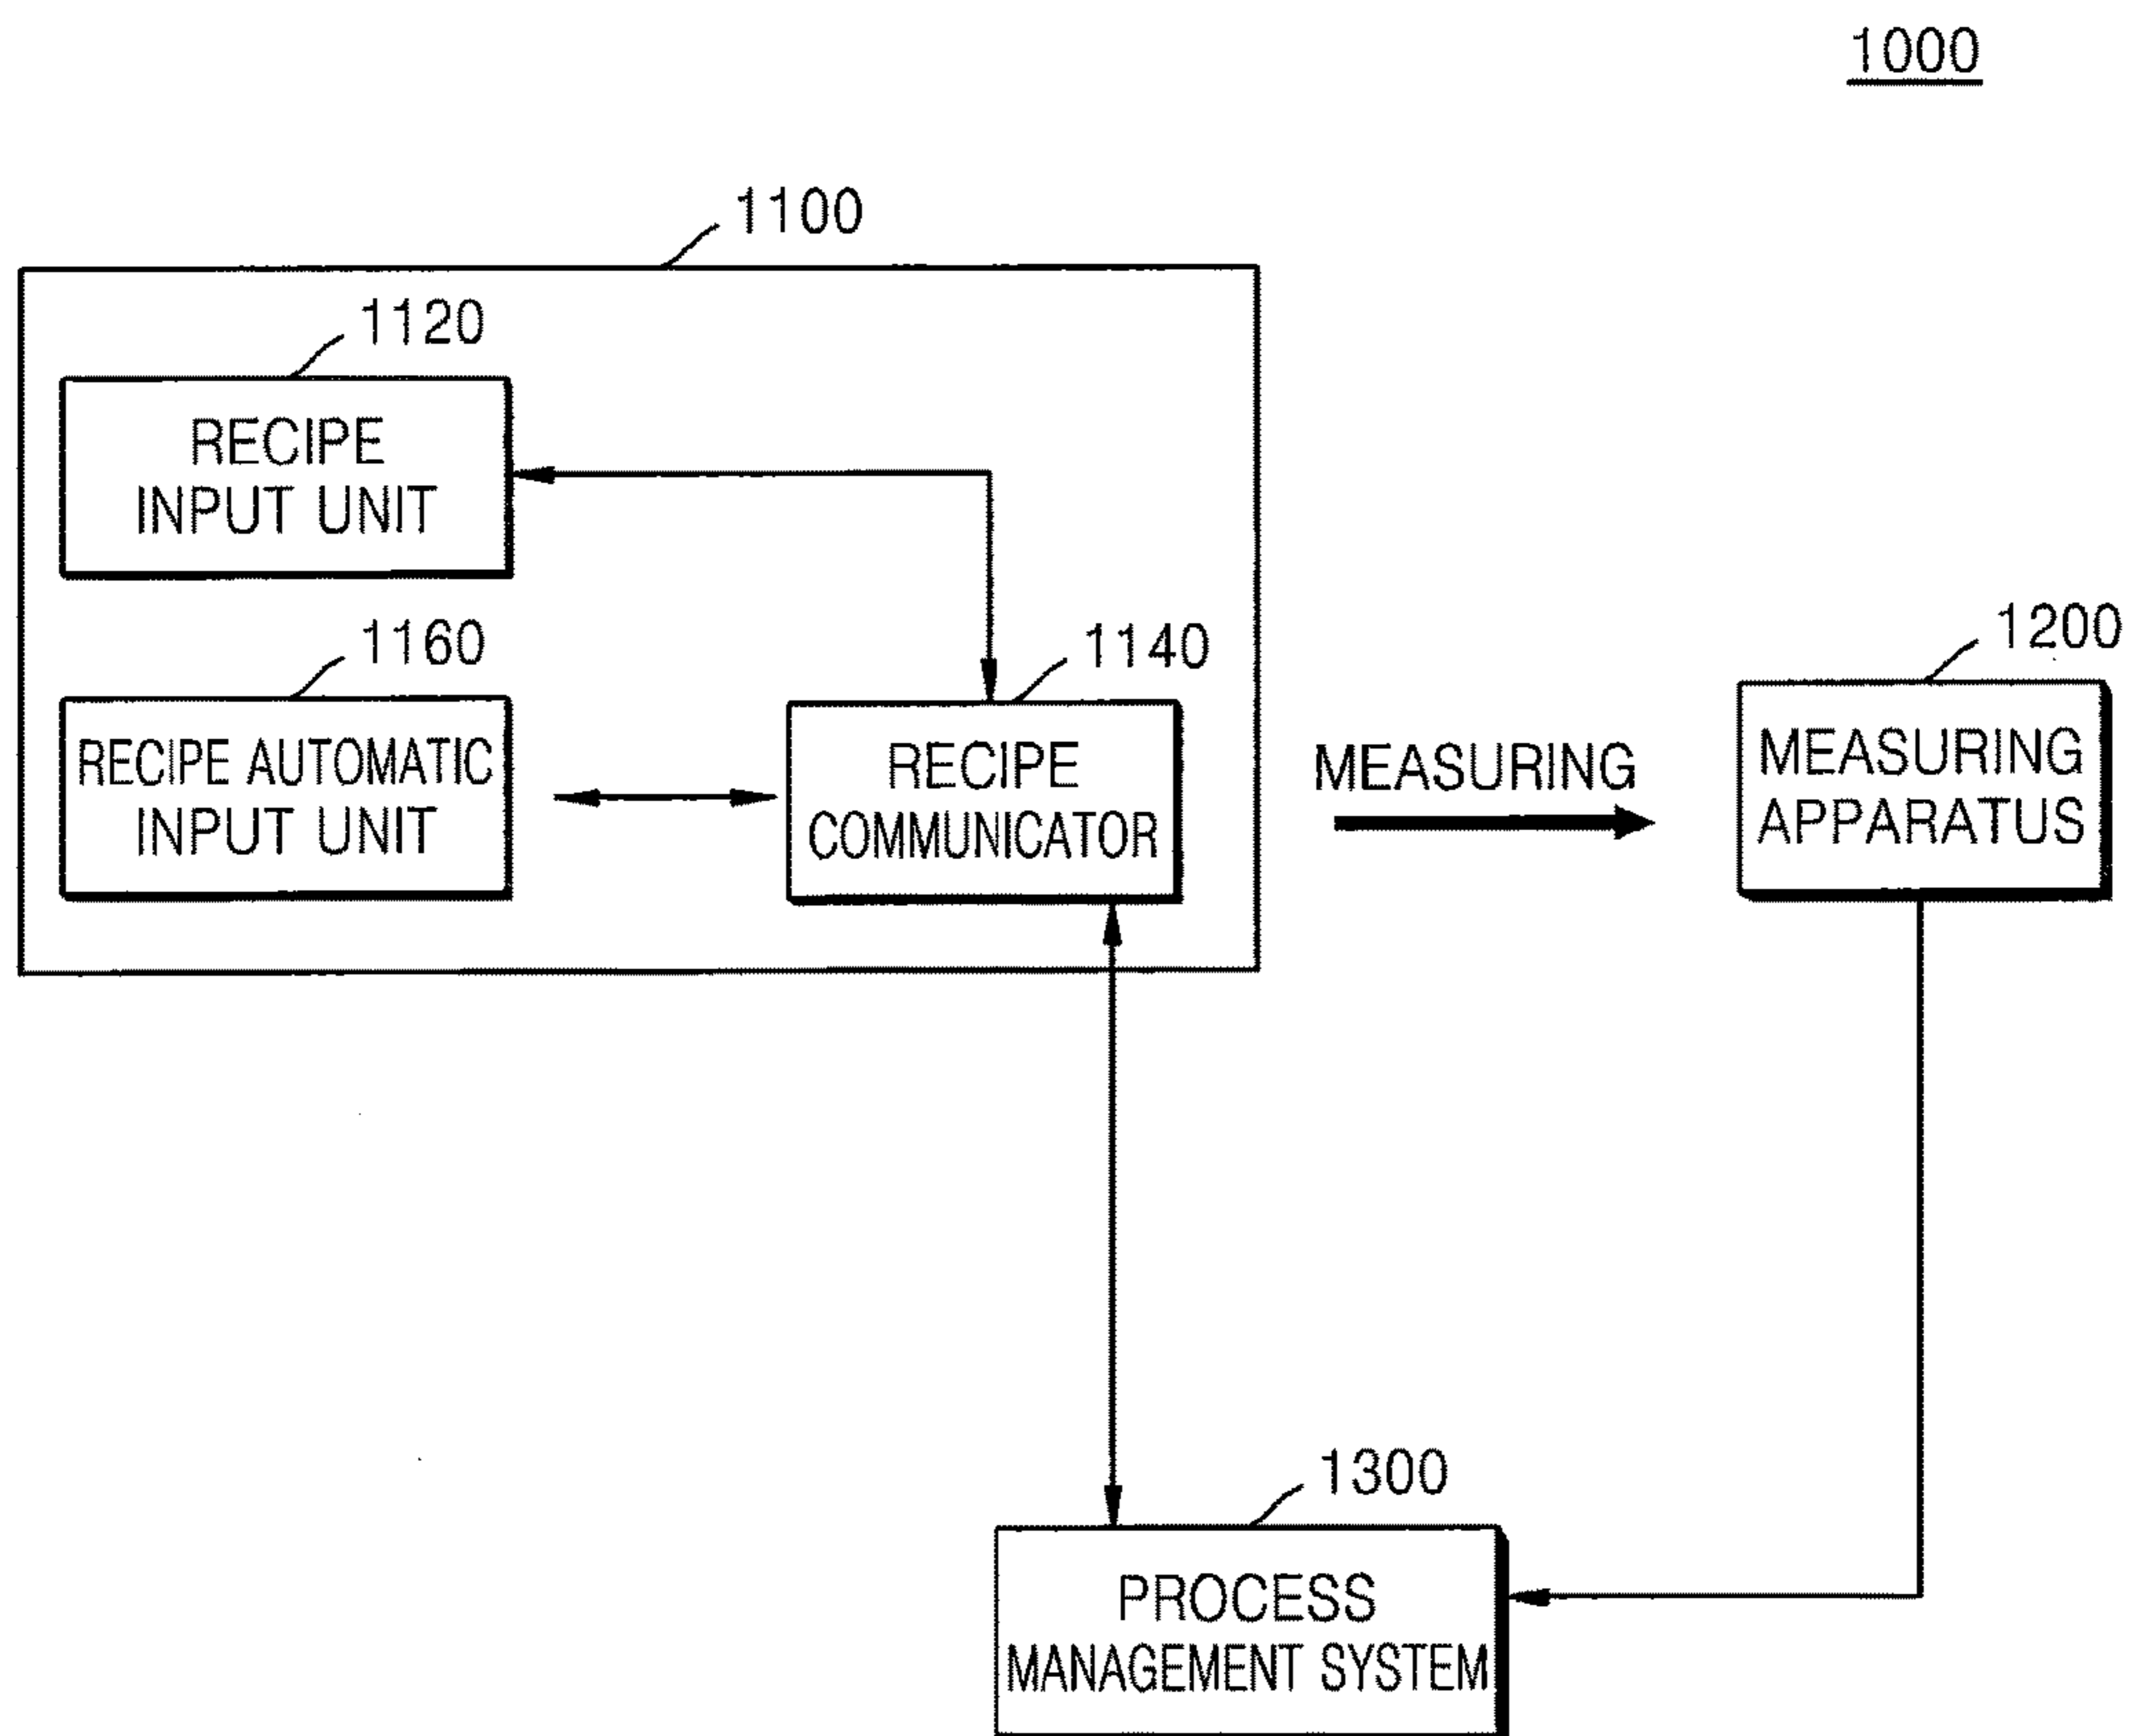 1000
1100
1120
RECIPE
INPUT UNIT
1160
RECIPE AUTOMATIC
INPUT UNIT
1140
RECIPE
COMMUNICATOR
MEASURING
1200
MEASURING
APPARATUS
1300
PROCESS
MANAGEMENT SYSTEM